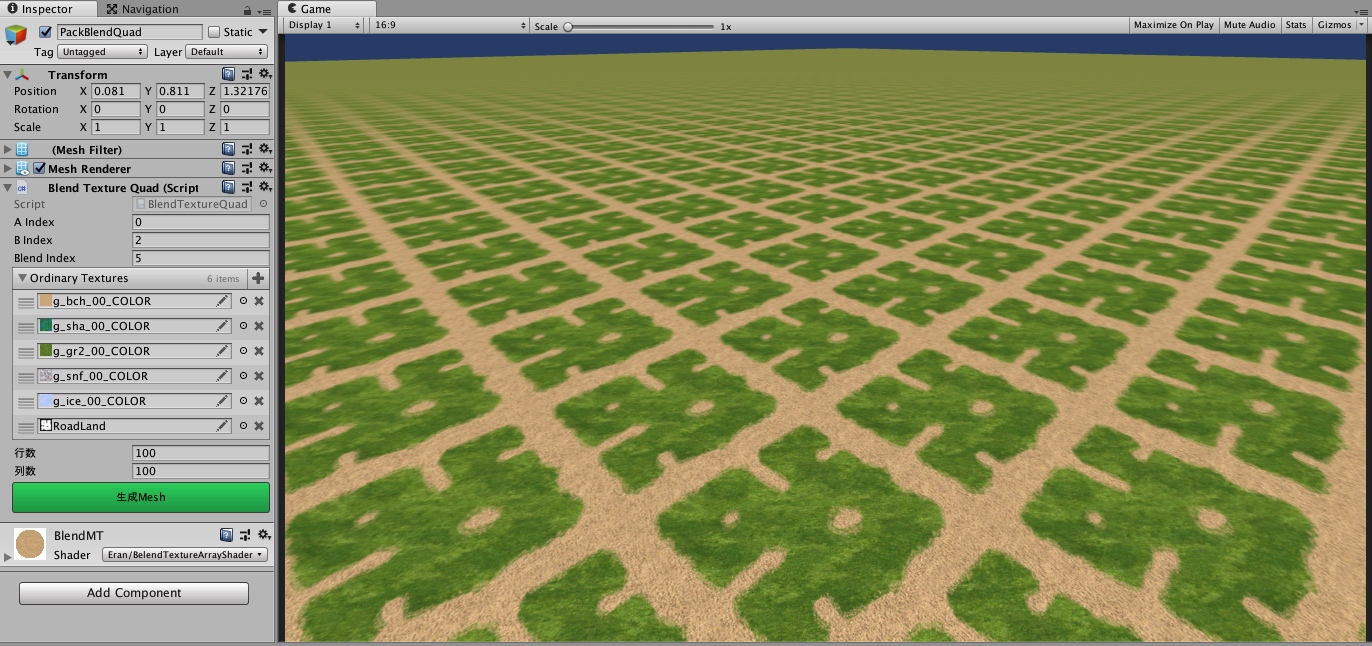 Inspector
Navigation
PackBlendQuad
Static
Tag
Untagged
Layer
Default
Transform
Position X 0.081 Y 0.811 Z 1.32176
Rotation X 0 Y 0 Z 0
Scale X 1 Y 1 Z 1
(Mesh Filter)
Mesh Renderer
Blend Texture Quad (Script
Script BlendTextureQuad
A Index 0
B Index 2
Blend Index 5
Ordinary Textures 6 items
g_bch_00_COLOR
g_sha_00_COLOR
g_gr2_00_COLOR
g_snf_00_COLOR
g_ice_00_COLOR
RoadLand
行数 100
列数 100
生成Mesh
BlendMT
Shader Eran/BelendTextureArrayShader
Add Component
Game
Display 1
16:9
Scale
1x
Maximize On Play
Mute Audio
Stats
Gizmos